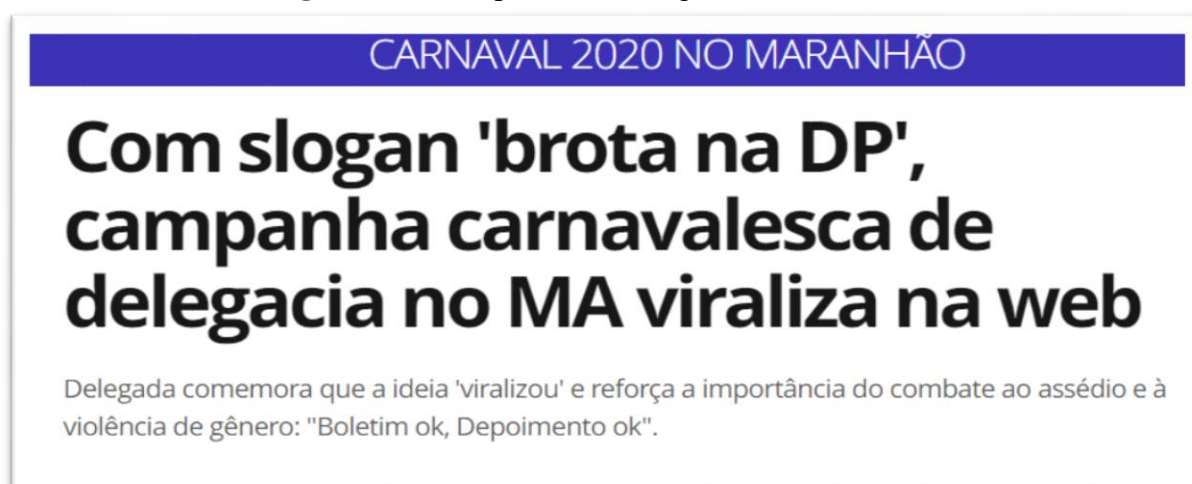 CARNAVAL 2020 NO MARANHÃO
Com slogan 'brota na DP',
campanha carnavalesca de
delegacia no MA viraliza na web
Delegada comemora que a ideia 'viralizou' e reforça a importância do combate ao assédio e à
violência de gênero: "Boletim ok, Depoimento ok".